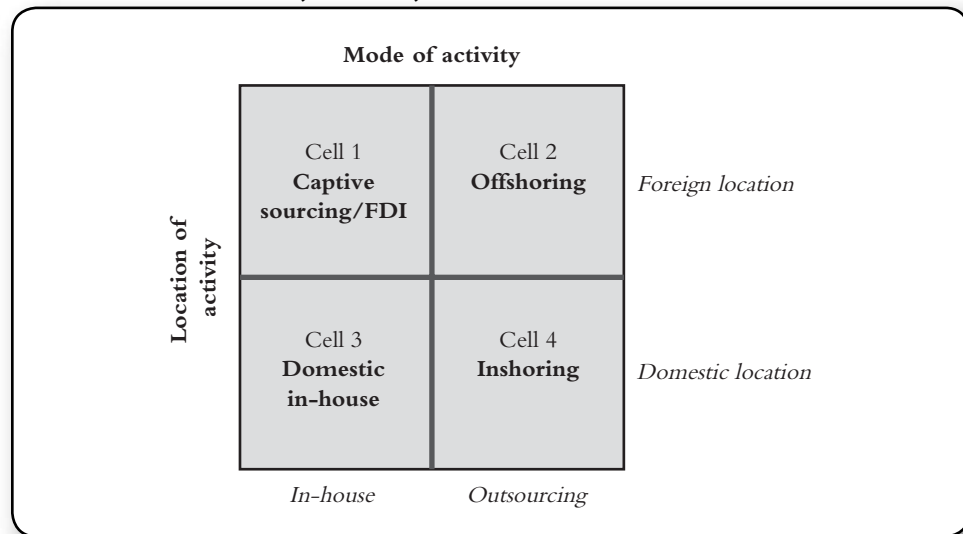 Mode of activity
Cell 1
Captive
sourcing/FDI
Cell 2
Offshoring
Foreign location
Location of
activity
Cell 3
Domestic
in-house
Cell 4
Inshoring
Domestic location
In-house
Outsourcing